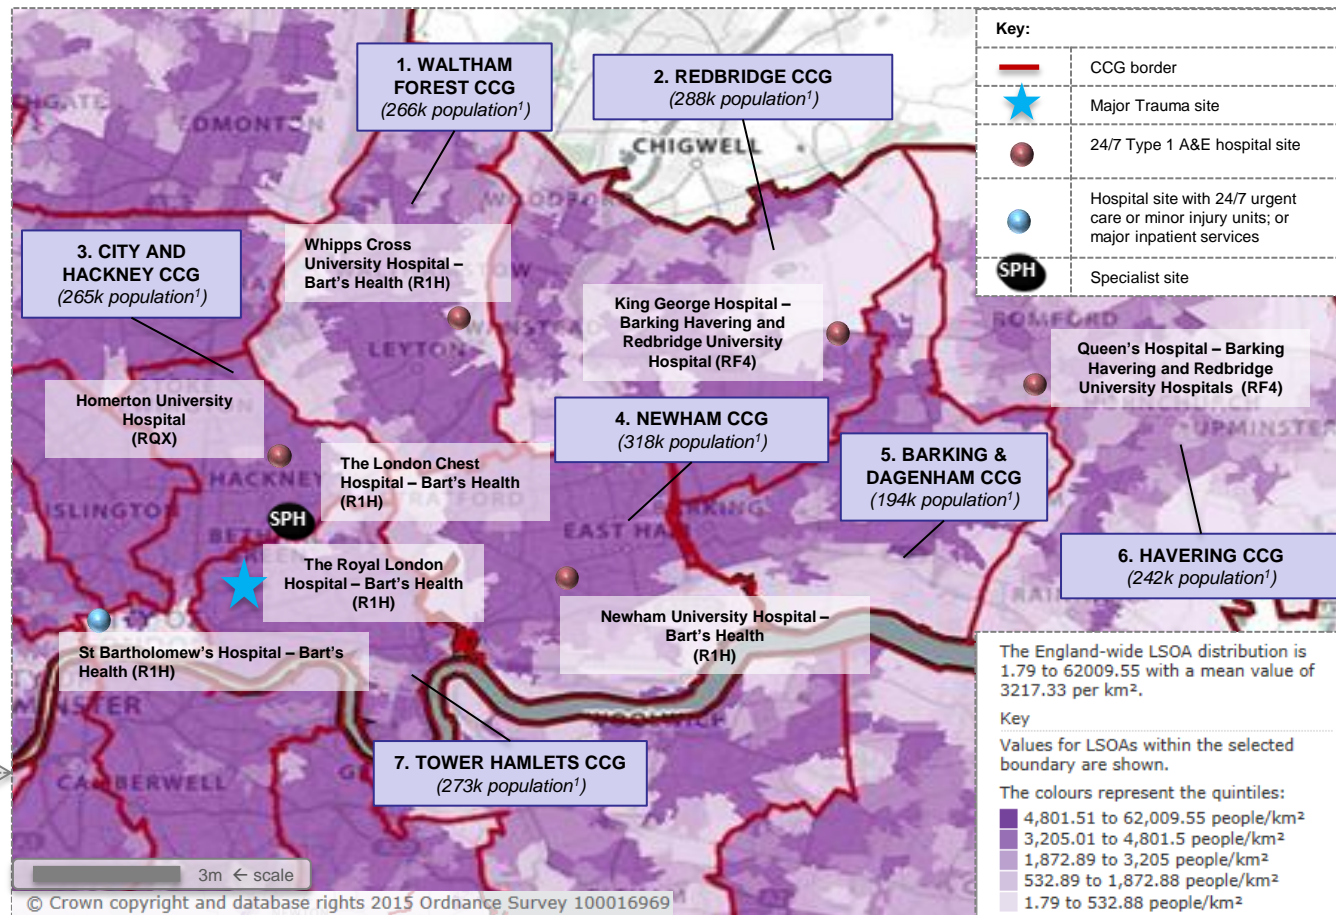 1. WALTHAM
FOREST CCG
(266k population¹)
2. REDBRIDGE CCG
(288k population¹)
Key:
CCG border
Major Trauma site
24/7 Type 1 A&E hospital site
Hospital site with 24/7 urgent
care or minor injury units; or
major inpatient services
SPH
Specialist site
EDMONTON
CHIGWELL
WOODFORD
3. CITY AND
HACKNEY CCG
(265k population¹)
Whipps Cross
University Hospital –
Bart's Health (R1H)
King George Hospital –
Barking Havering and
Redbridge University
Hospital (RF4)
ROMFORD
Queen's Hospital – Barking
Havering and Redbridge
University Hospitals (RF4)
WANSTEAD
LEYTON
Homerton University
Hospital
(RQX)
4. NEWHAM CCG
(318k population¹)
5. BARKING &
DAGENHAM CCG
(194k population¹)
UPMINSTER
HACKNEY
The London Chest
Hospital – Bart's Health
(R1H)
STRATFORD
ISLINGTON
SPH
EAST HAM
BARKING
6. HAVERING CCG
(242k population¹)
The Royal London
Hospital – Bart's Health
(R1H)
Newham University Hospital –
Bart's Health
(R1H)
St Bartholomew's Hospital – Bart's
Health (R1H)
WOOLWICH
CAMBERWELL
7. TOWER HAMLETS CCG
(273k population¹)
The England-wide LSOA distribution is
1.79 to 62009.55 with a mean value of
3217.33 per km².
Key
Values for LSOAs within the selected
boundary are shown.
The colours represent the quintiles:
4,801.51 to 62,009.55 people/km²
3,205.01 to 4,801.5 people/km²
1,872.89 to 3,205 people/km²
532.89 to 1,872.88 people/km²
1.79 to 532.88 people/km²
3m ← scale
© Crown copyright and database rights 2015 Ordnance Survey 100016969